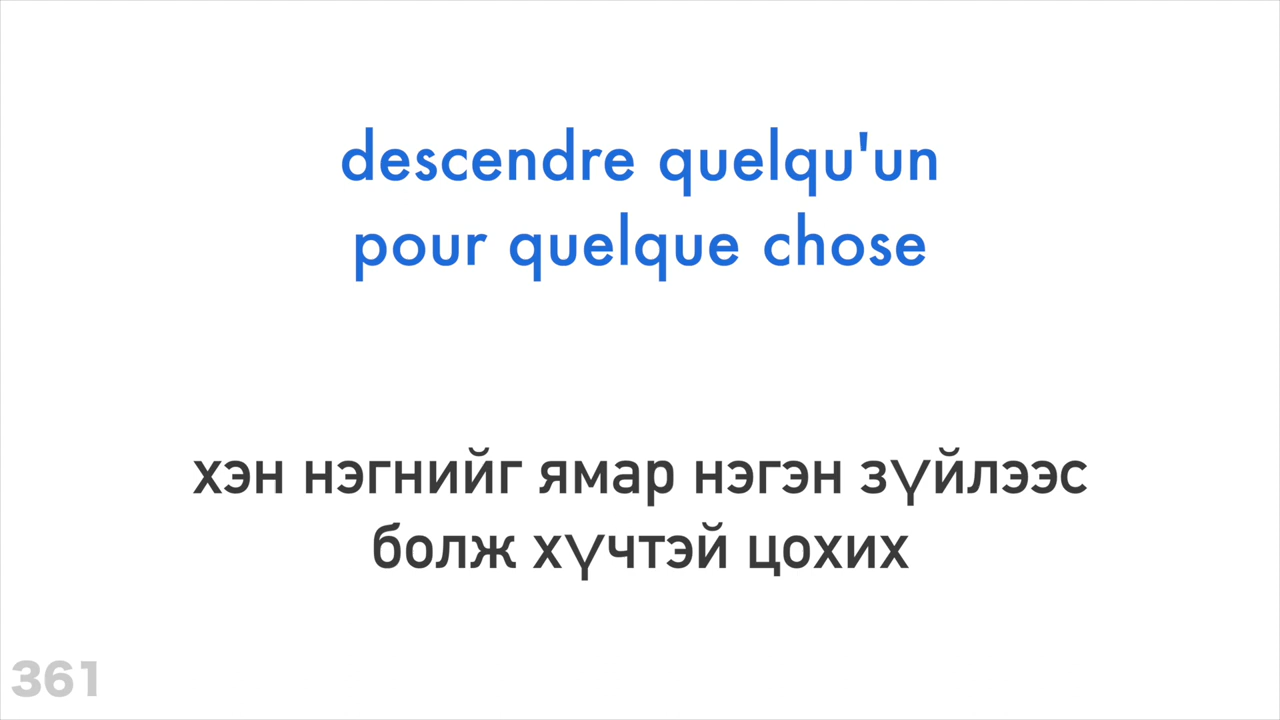 descendre quelqu'un
pour quelque chose
хэн нэгнийг ямар нэгэн зүйлээс
болж хүчтэй цохих
361